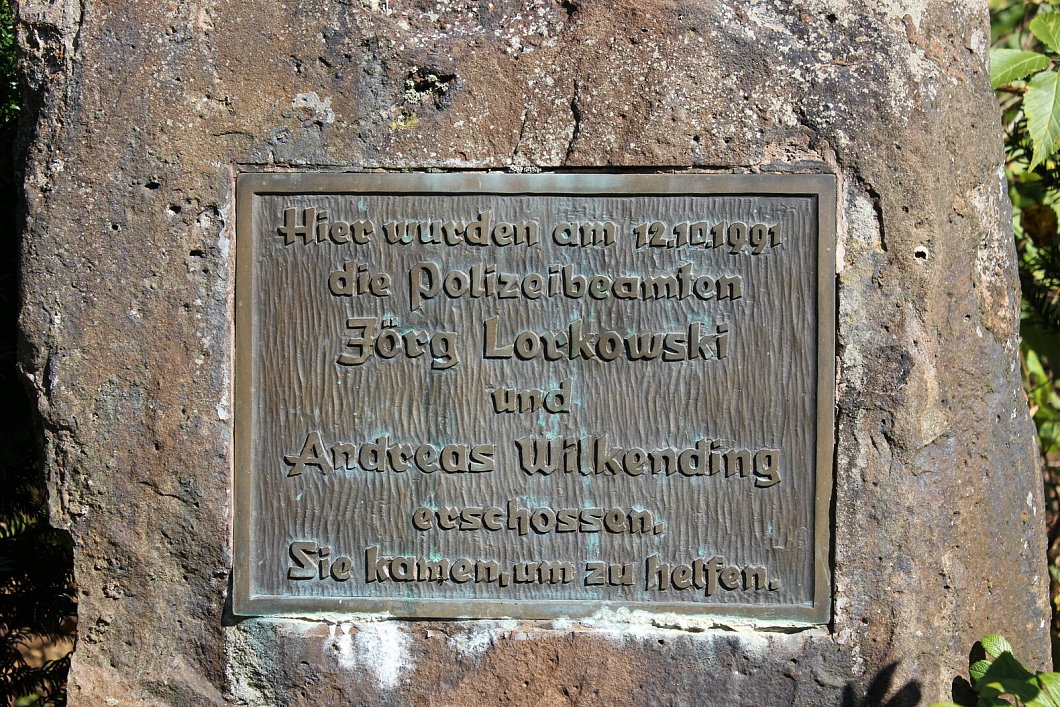 Hier wurden am 12.10.1991
die Polizeibeamten
Jörg Lorkowski
und
Andreas Wilkending
erschossen.
Sie kamen, um zu helfen.